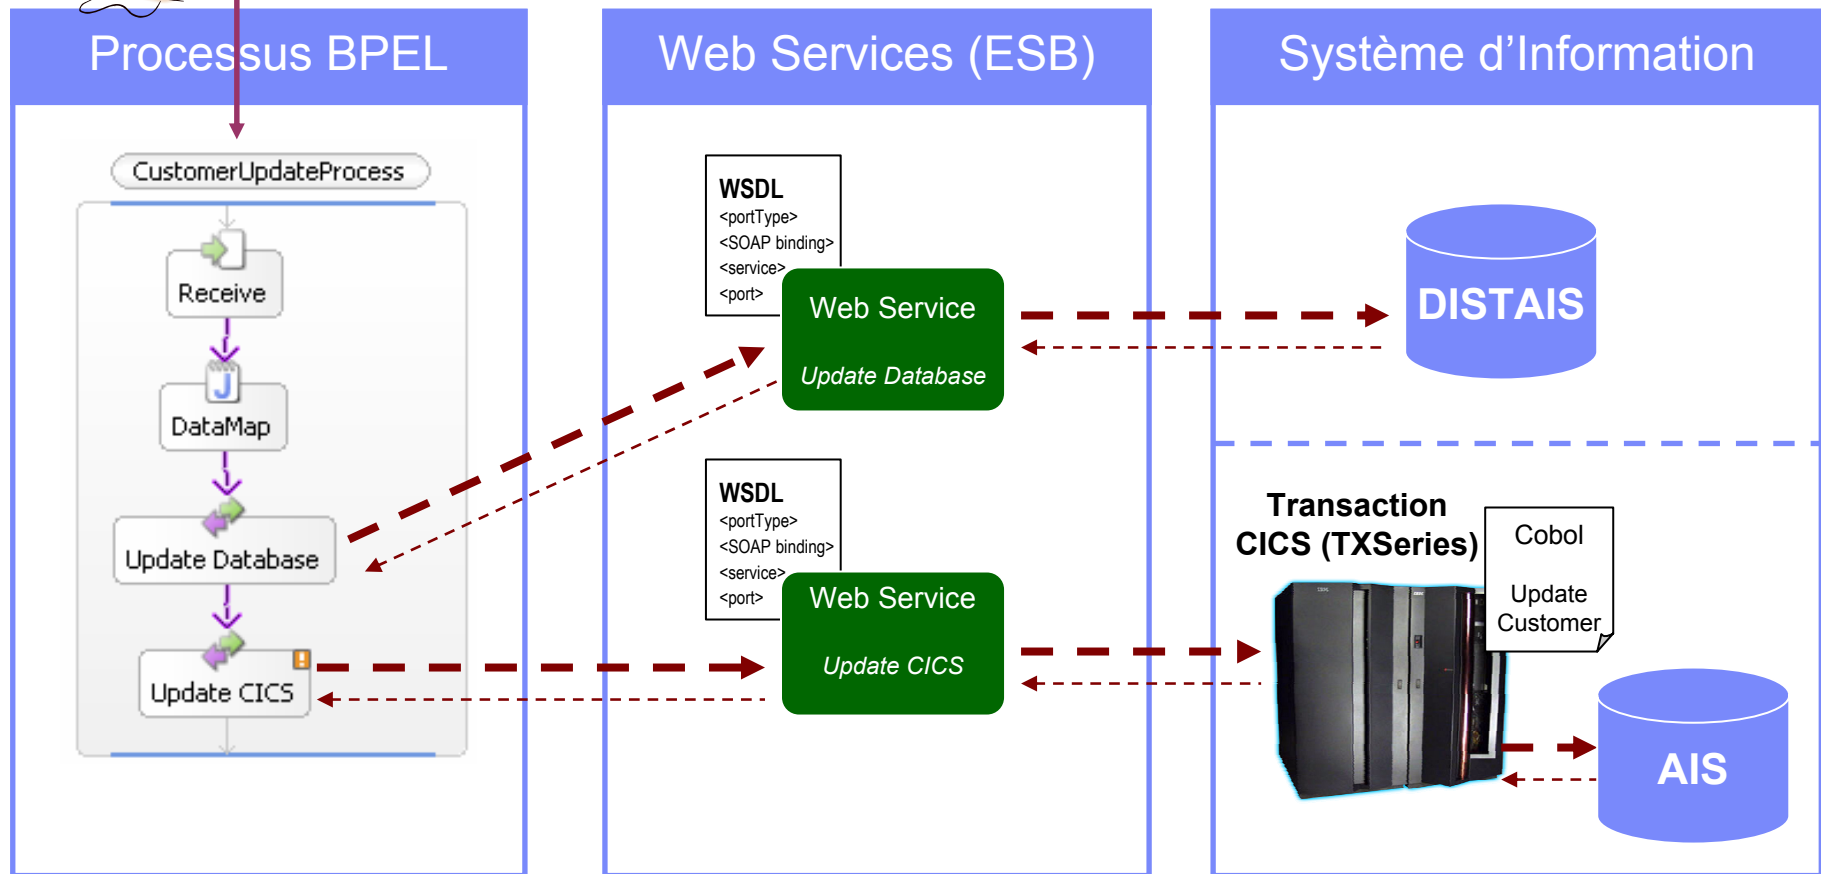 Processus BPEL
CustomerUpdateProcess
Receive
DataMap
Update Database
Update CICS
Web Services (ESB)
WSDL
<portType>
<SOAP binding>
<service>
<port>
Web Service
Update Database
WSDL
<portType>
<SOAP binding>
<service>
<port>
Web Service
Update CICS
Système d’Information
DISTAIS
Transaction
CICS (TXSeries)
Cobol
Update
Customer
AIS